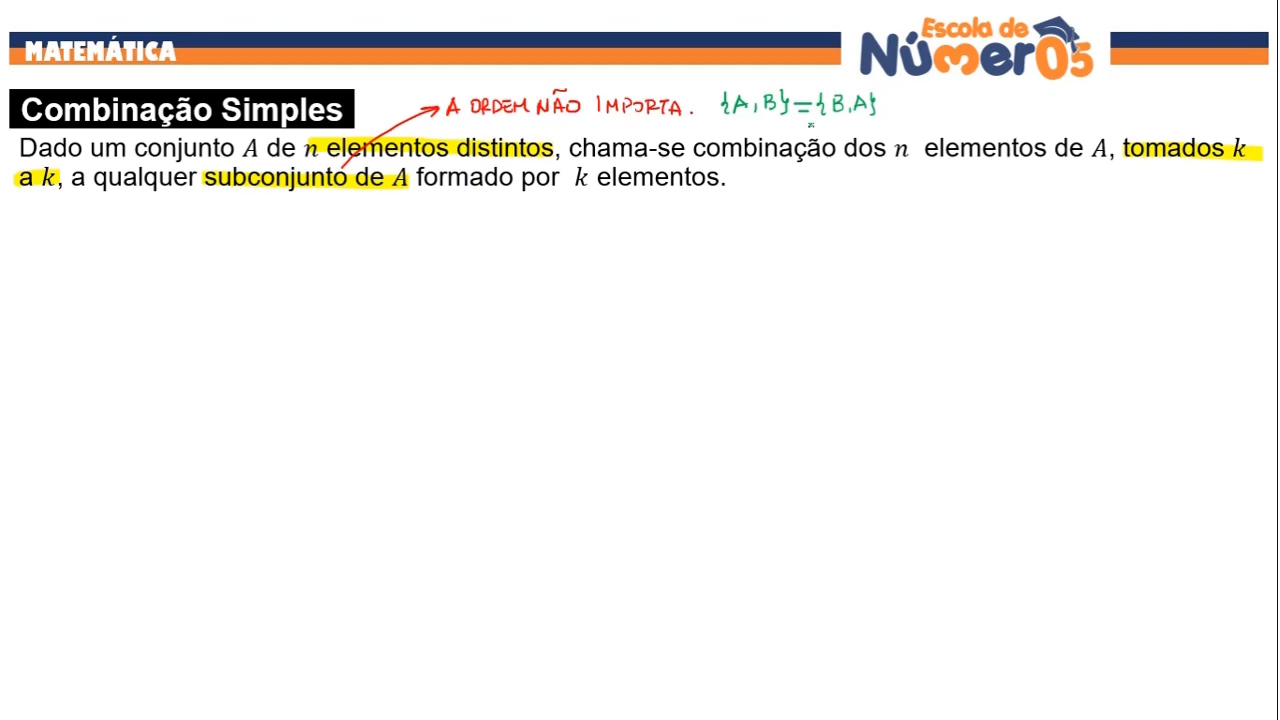 MATEMÁTICA
Escola de
Númer05
Combinação Simples
A ORDEM NÃO IMPORTA. {A,B}={B,A}
Dado um conjunto A de n elementos distintos, chama-se combinação dos n elementos de A, tomados k
a k, a qualquer subconjunto de A formado por k elementos.